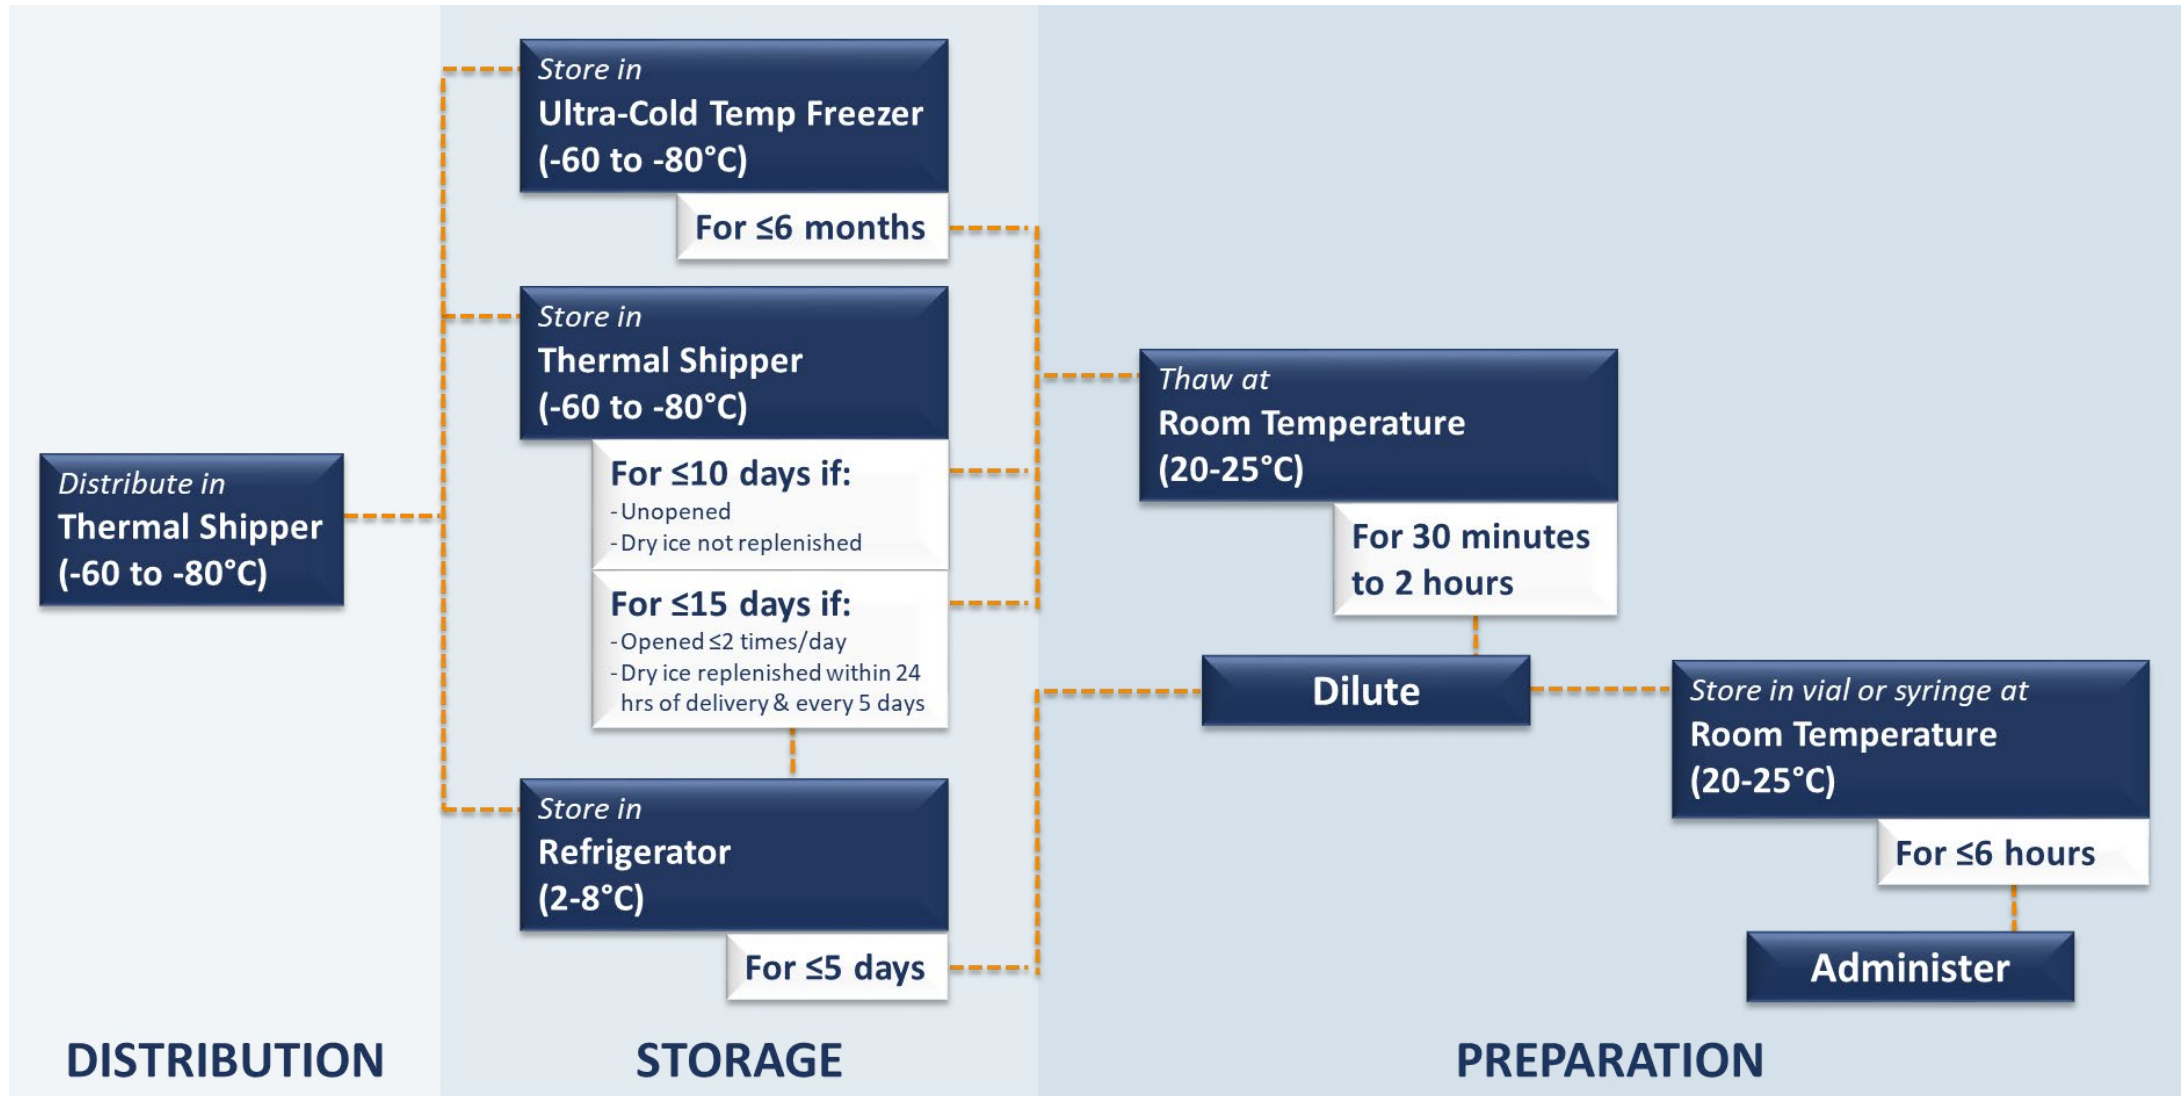 Distribute in
Thermal Shipper
(-60 to -80°C)
DISTRIBUTION
Store in
Ultra-Cold Temp Freezer
(-60 to -80°C)
For ≤6 months
Store in
Thermal Shipper
(-60 to -80°C)
For ≤10 days if:
- Unopened
- Dry ice not replenished
For ≤15 days if:
- Opened ≤2 times/day
- Dry ice replenished within 24
hrs of delivery & every 5 days
Store in
Refrigerator
(2-8°C)
For ≤5 days
STORAGE
Thaw at
Room Temperature
(20-25°C)
For 30 minutes
to 2 hours
Dilute
Store in vial or syringe at
Room Temperature
(20-25°C)
For ≤6 hours
Administer
PREPARATION